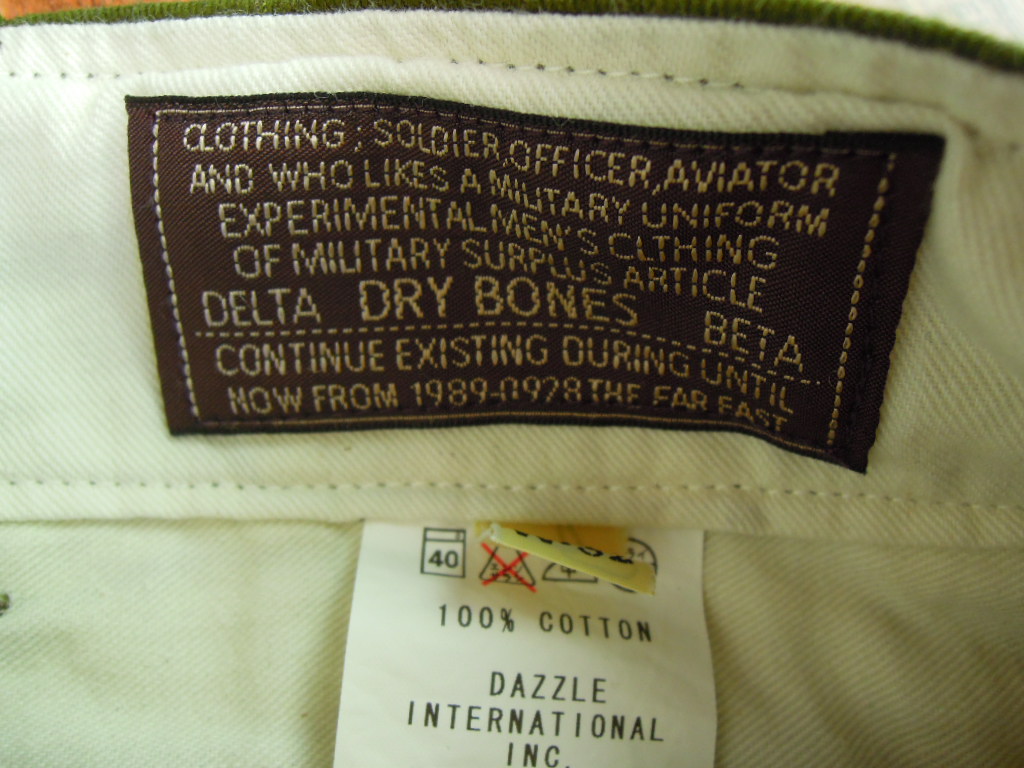 CLOTHING; SOLDIER,OFFICER,AVIATOR
AND WHO LIKES A MILITARY UNIFORM
EXPERIMENTAL MEN'S CLTHING
OF MILITARY SURPLUS ARTICLE
DELTA DRY BONES BETA
CONTINUE EXISTING DURING UNTIL
NOW FROM 1989-0928 THE FAR EAST
40
100% COTTON
DAZZLE
INTERNATIONAL
INC.